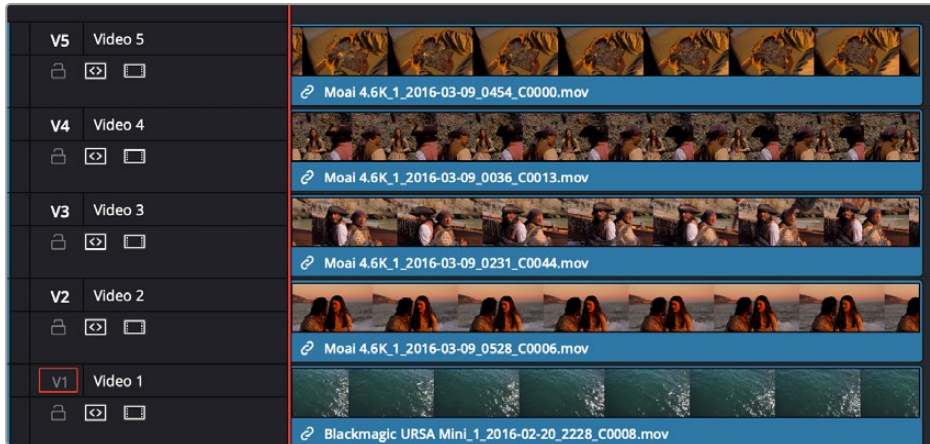 V5 Video 5
Moai 4.6K_1_2016-03-09_0454_C0000.mov
V4 Video 4
Moai 4.6K_1_2016-03-09_0036_C0013.mov
V3 Video 3
Moai 4.6K_1_2016-03-09_0231_C0044.mov
V2 Video 2
Moai 4.6K_1_2016-03-09_0528_C0006.mov
V1 Video 1
Blackmagic URSA Mini_1_2016-02-20_2228_C0008.mov